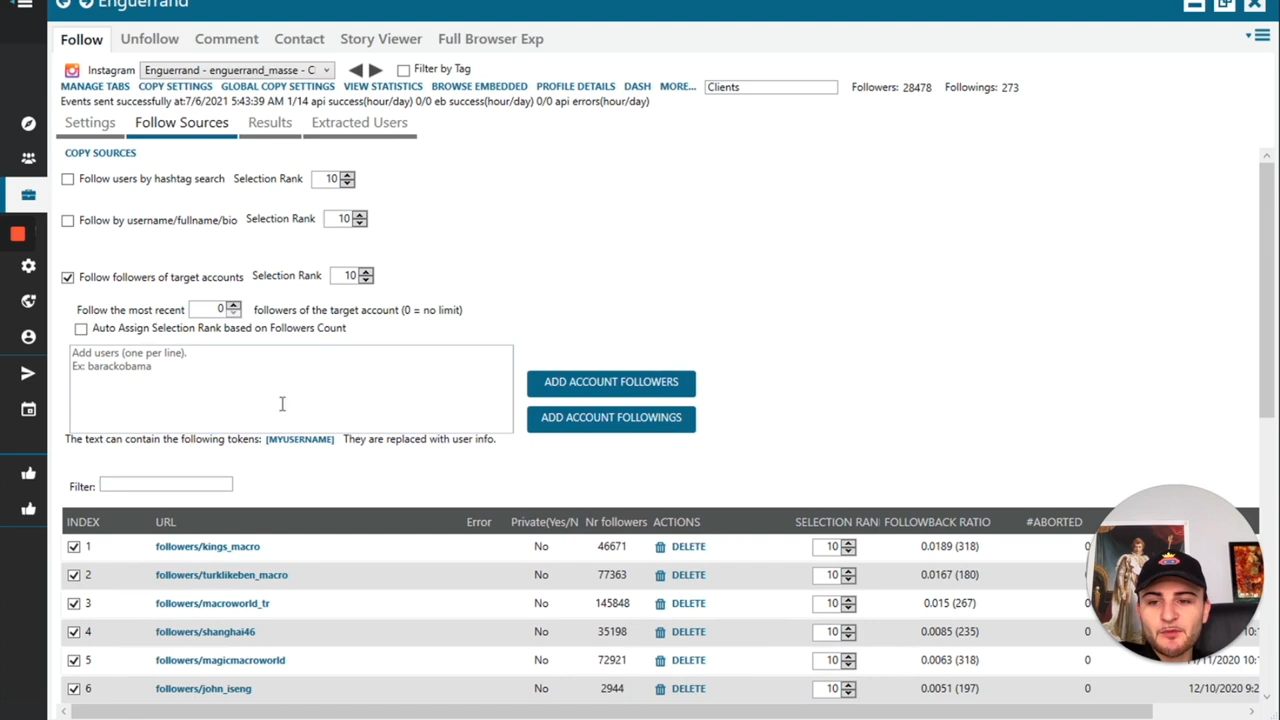 Enguerrand
Follow Unfollow Comment Contact Story Viewer Full Browser Exp
Instagram Enguerrand - enguerrand_masse - C Filter by Tag
MANAGE TABS COPY SETTINGS GLOBAL COPY SETTINGS VIEW STATISTICS BROWSE EMBEDDED PROFILE DETAILS DASH MORE... Clients Followers: 28478 Followings: 273
Events sent successfully at:7/6/2021 5:43:39 AM 1/14 api success(hour/day) 0/0 eb success(hor/day) 0/0 api errors(hour/day)
Settings Follow Sources Results Extracted Users
COPY SOURCES
Follow users by hashtag search Selection Rank 10
Follow by username/fullname/bio Selection Rank 10
Follow followers of target accounts Selection Rank 10
Follow the most recent 0 followers of the target account (0 = no limit)
Auto Assign Selection Rank based on Followers Count
Add users (one per line).
Ex: barackobama
ADD ACCOUNT FOLLOWERS
ADD ACCOUNT FOLLOWINGS
The text can contain the following tokens: [MYUSERNAME] They are replaced with user info.
Filter:
INDEX URL Error Private(Yes/N Nr followers ACTIONS SELECTION RAN FOLLOWBACK RATIO #ABORTED
1 followers/kings_macro No 46671 DELETE 10 0.0189 (318) 0
2 followers/turklikeben_macro No 77363 DELETE 10 0.0167 (180) 0
3 followers/macroworld_tr No 145848 DELETE 10 0.015 (267) 0
4 followers/shanghai46 No 35198 DELETE 10 0.0085 (235) 0
5 followers/magicmacroworld No 72921 DELETE 10 0.0063 (318) 0 11/11/2020 10:
6 followers/john_iseng No 2944 DELETE 10 0.0051 (197) 0 12/10/2020 9:2